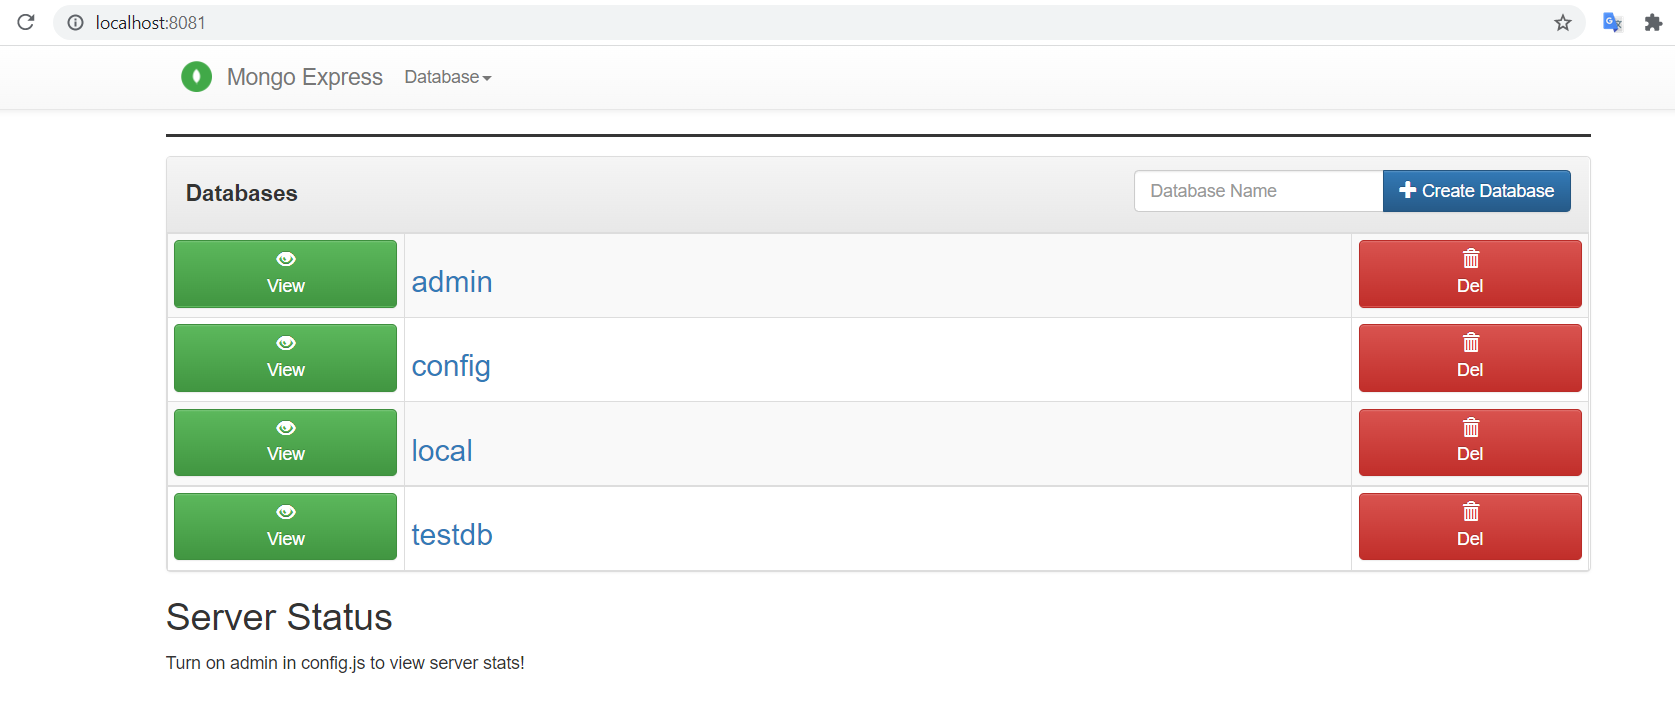 localhost:8081
Mongo Express Database
Databases Database Name Create Database
View admin Del
View config Del
View local Del
View testdb Del
Server Status
Turn on admin in config.js to view server stats!